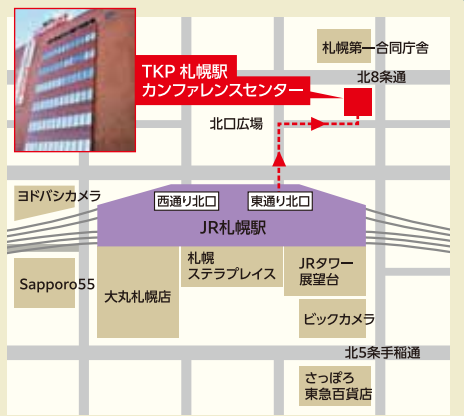 札幌第一合同庁舎
TKP 札幌駅
カンファレンスセンター
北8条通
北口広場
ヨドバシカメラ
西通り北口
東通り北口
JR札幌駅
Sapporo55
大丸札幌店
札幌
ステラプレイス
JRタワー
展望台
ビックカメラ
北5条手稲通
さっぽろ
東急百貨店